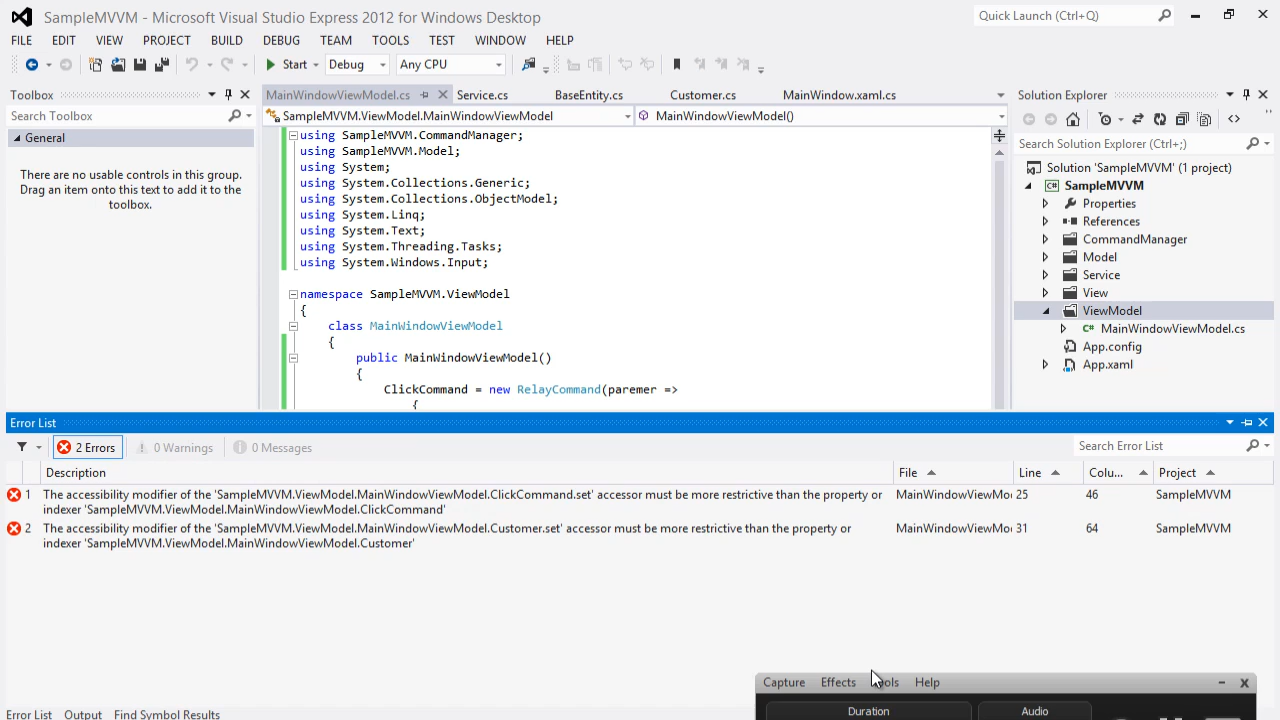 SampleMVVM - Microsoft Visual Studio Express 2012 for Windows Desktop
Quick Launch (Ctrl+Q)
FILE EDIT VIEW PROJECT BUILD DEBUG TEAM TOOLS TEST WINDOW HELP
Start Debug Any CPU
Toolbox
MainWindowViewModel.cs Service.cs BaseEntity.cs Customer.cs MainWindow.xaml.cs
Solution Explorer
Search Toolbox
SampleMVVM.ViewModel.MainWindowViewModel
MainWindowViewModel()
General
There are no usable controls in this group.
Drag an item onto this text to add it to the
toolbox.
using SampleMVVM.CommandManager;
using SampleMVVM.Model;
using System;
using System.Collections.Generic;
using System.Collections.ObjectModel;
using System.Linq;
using System.Text;
using System.Threading.Tasks;
using System.Windows.Input;
namespace SampleMVVM.ViewModel
{
class MainWindowViewModel
{
public MainWindowViewModel()
{
ClickCommand = new RelayCommand(paremer =>
{
Search Solution Explorer (Ctrl+;)
Solution 'SampleMVVM' (1 project)
SampleMVVM
Properties
References
CommandManager
Model
Service
View
ViewModel
MainWindowViewModel.cs
App.config
App.xaml
Error List
2 Errors 0 Warnings 0 Messages
Search Error List
Description File Line Colu... Project
1 The accessibility modifier of the 'SampleMVVM.ViewModel.MainWindowViewModel.ClickCommand.set' accessor must be more restrictive than the property or MainWindowViewMo 25 46 SampleMVVM
indexer 'SampleMVVM.ViewModel.MainWindowViewModel.ClickCommand'
2 The accessibility modifier of the 'SampleMVVM.ViewModel.MainWindowViewModel.Customer.set' accessor must be more restrictive than the property or MainWindowViewMo 31 64 SampleMVVM
indexer 'SampleMVVM.ViewModel.MainWindowViewModel.Customer'
Capture Effects Help
Duration Audio
Error List Output Find Symbol Results